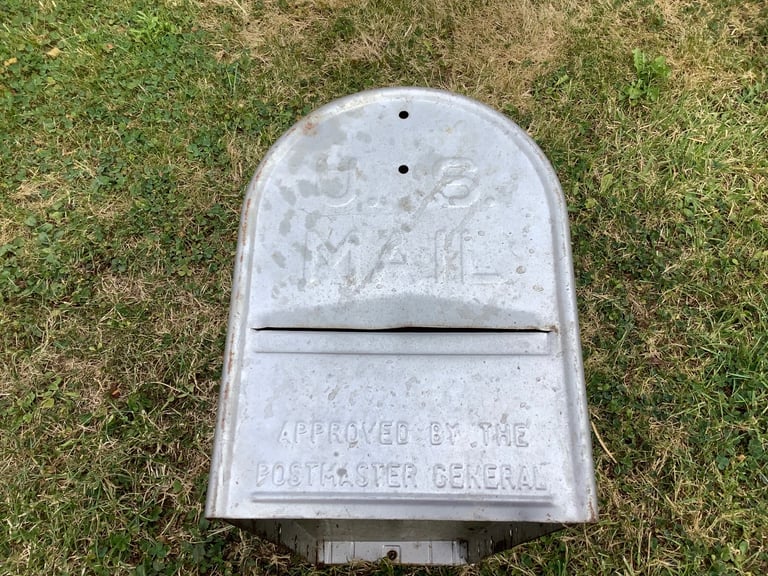 U. S.
MAIL
APPROVED BY THE
POSTMASTER GENERAL